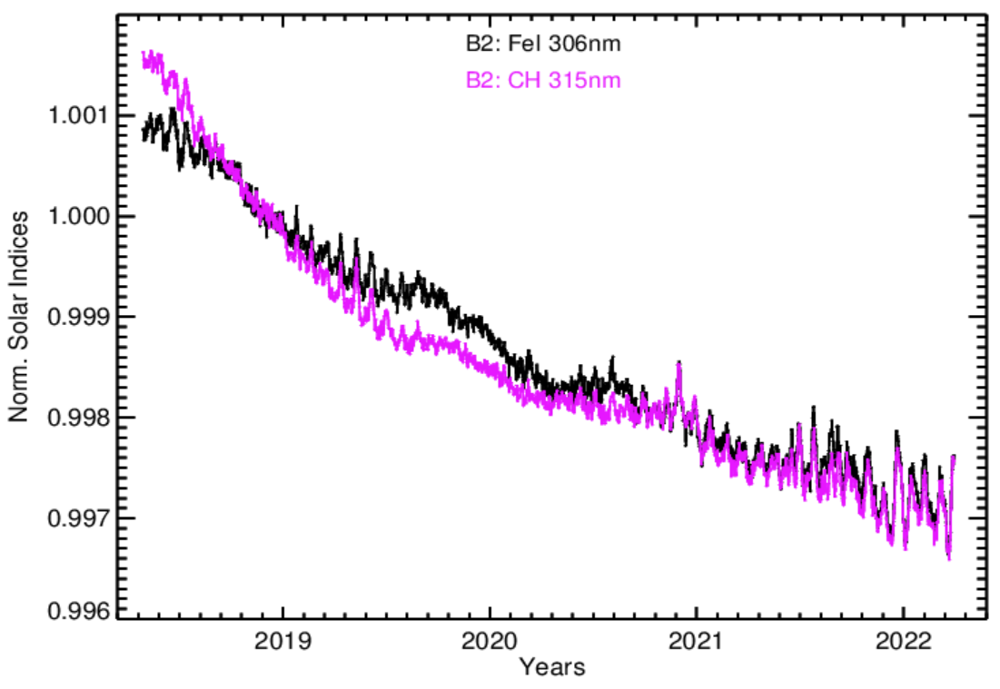 B2: FeI 306nm
B2: CH 315nm
1.001
1.000
0.999
0.998
0.997
0.996
Norm. Solar Indices
2019 2020 2021 2022
Years